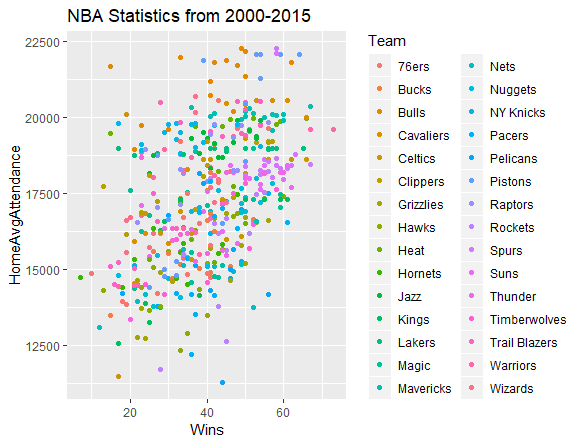 NBA Statistics from 2000-2015
HomeAvgAttendance
22500
20000
17500
15000
12500
20
40
60
Wins
Team
76ers
Bucks
Bulls
Cavaliers
Celtics
Clippers
Grizzlies
Hawks
Heat
Hornets
Jazz
Kings
Lakers
Magic
Mavericks
Nets
Nuggets
NY Knicks
Pacers
Pelicans
Pistons
Raptors
Rockets
Spurs
Suns
Thunder
Timberwolves
Trail Blazers
Warriors
Wizards